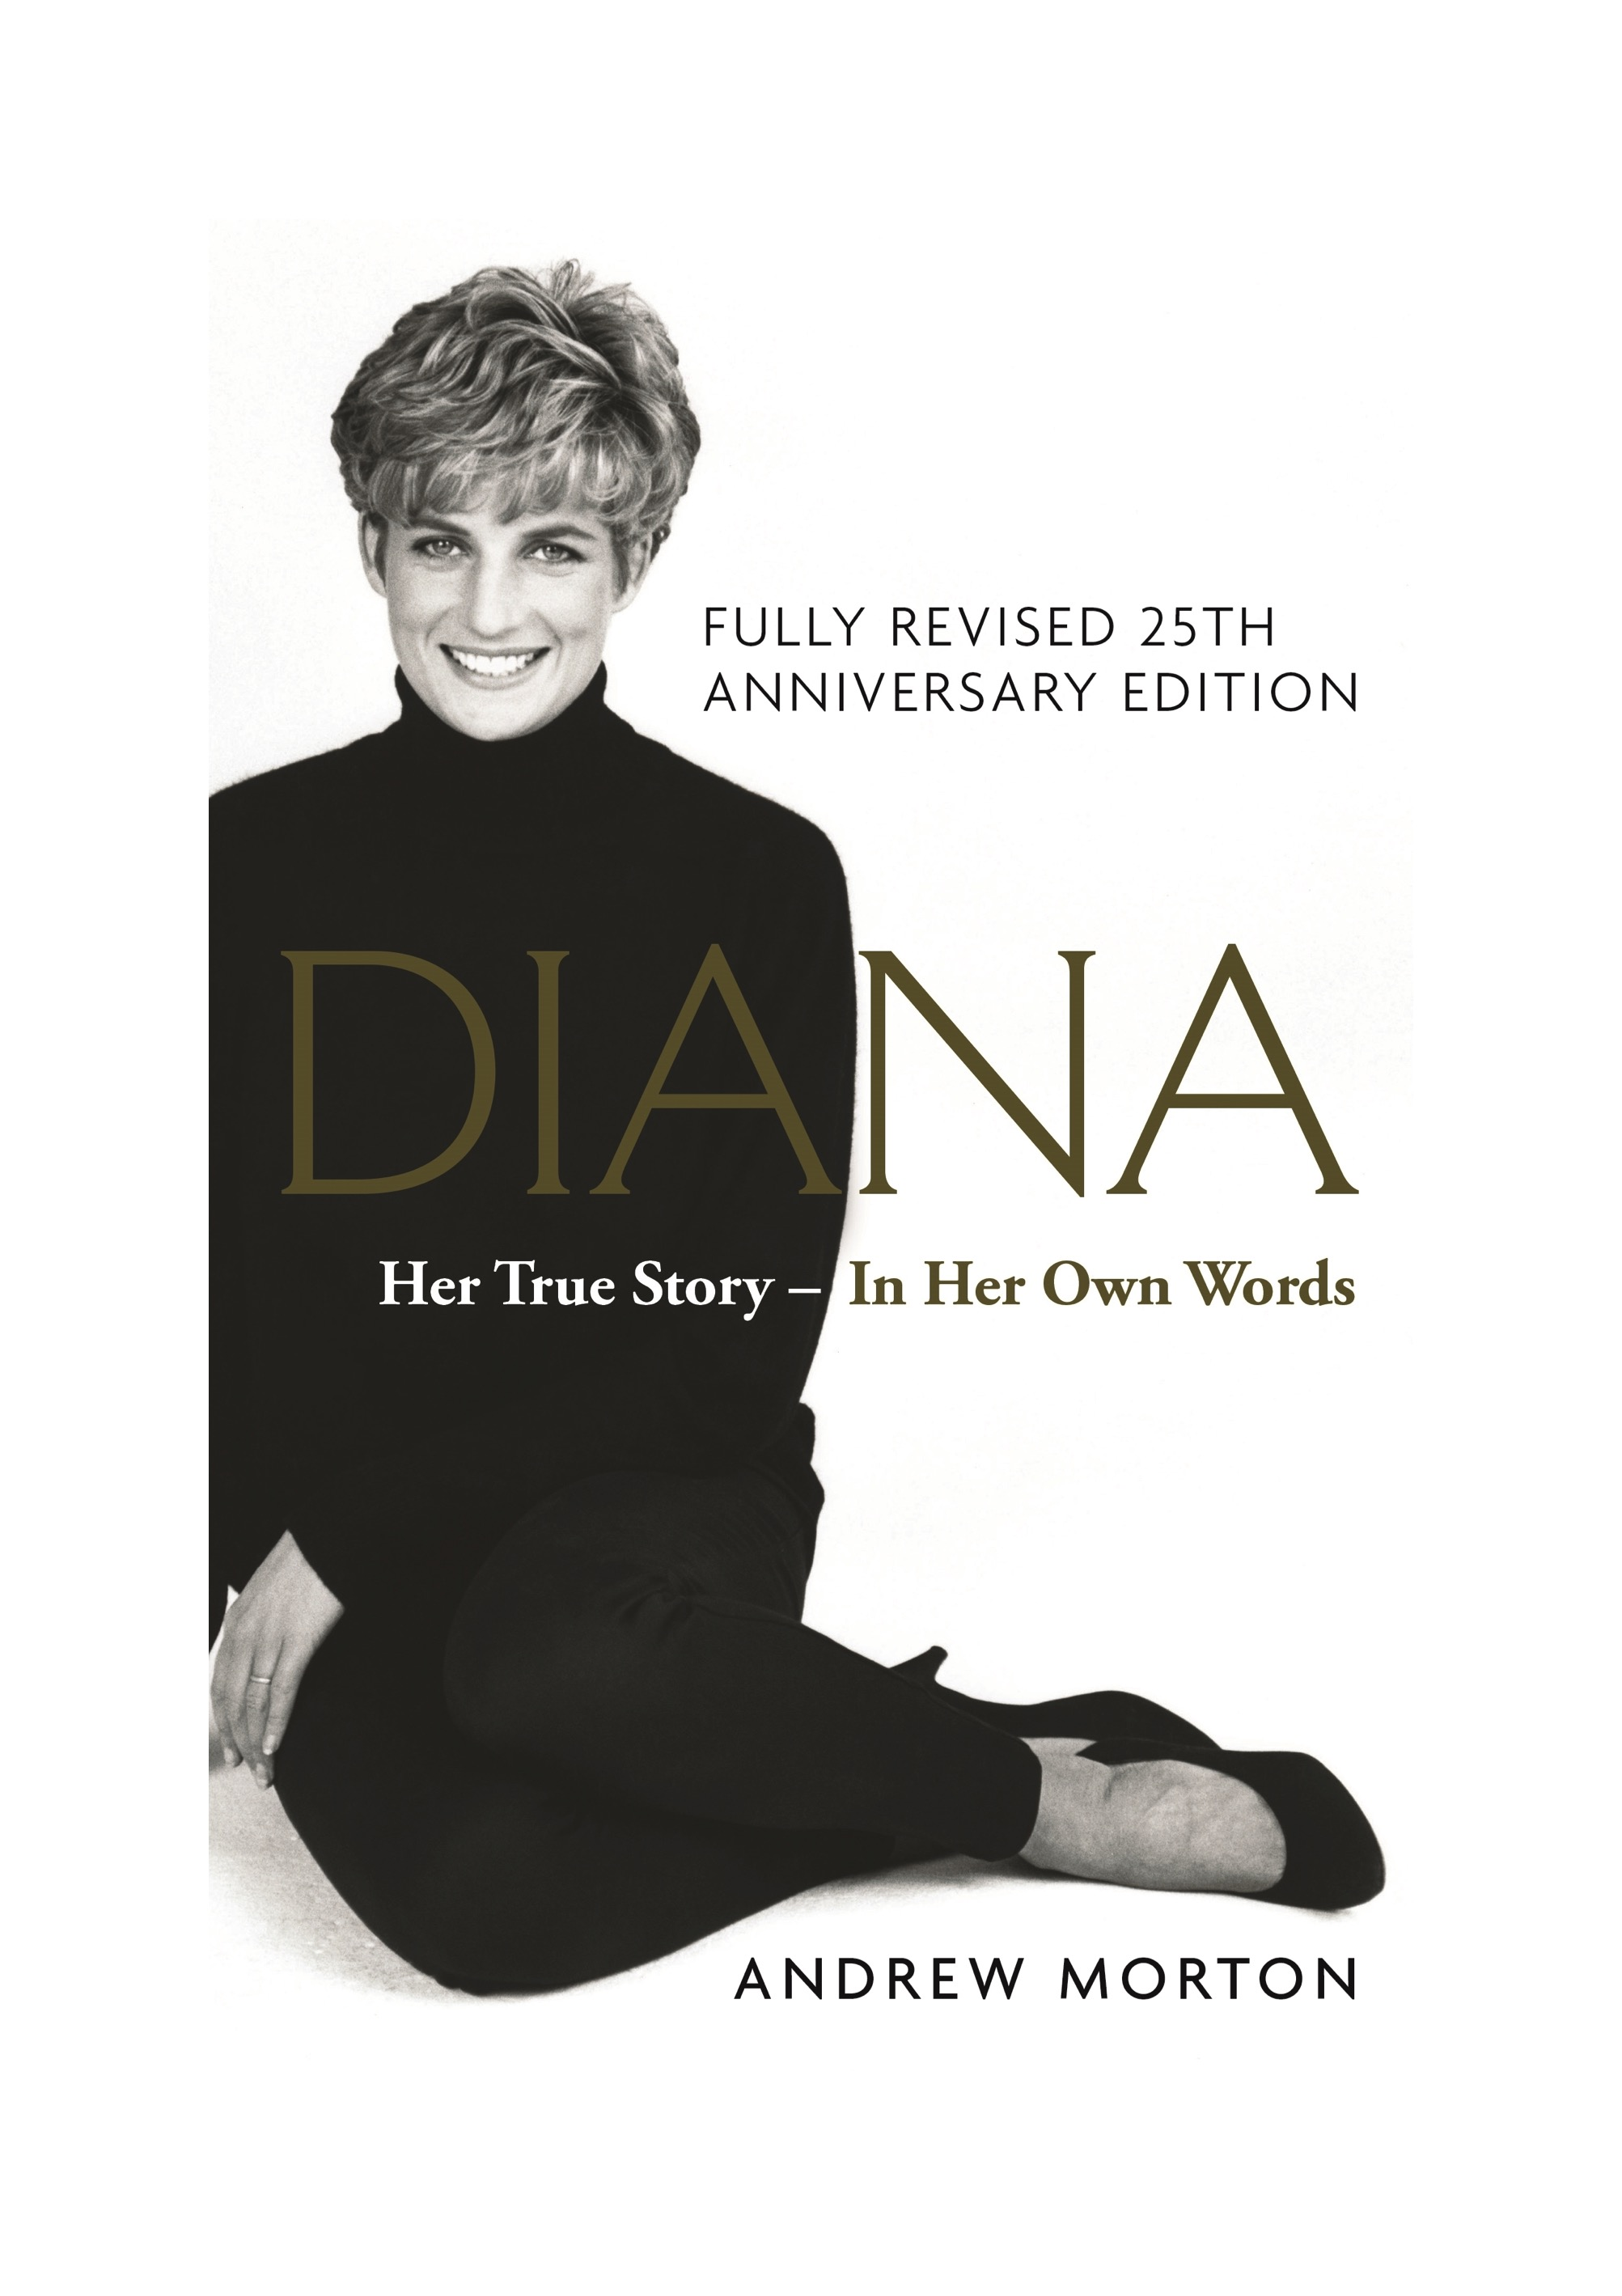 FULLY REVISED 25TH
ANNIVERSARY EDITION
DIANA
Her True Story – In Her Own Words
ANDREW MORTON